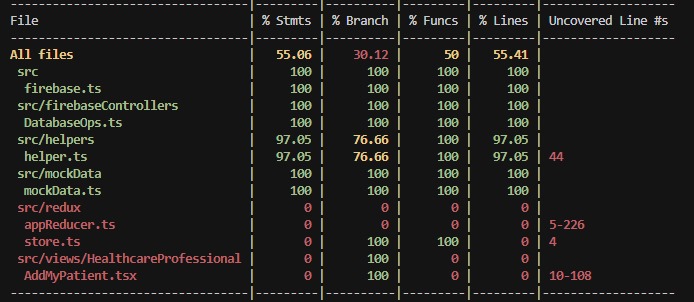 -----------------------------------|---------|----------|---------|---------|-------------------
File                               | % Stmts | % Branch | % Funcs | % Lines | Uncovered Line #s
-----------------------------------|---------|----------|---------|---------|-------------------
All files                          |   55.06 |    30.12 |      50 |   55.41 |
 src                               |     100 |      100 |     100 |     100 |
  firebase.ts                      |     100 |      100 |     100 |     100 |
 src/firebaseControllers           |     100 |      100 |     100 |     100 |
  DatabaseOps.ts                   |     100 |      100 |     100 |     100 |
 src/helpers                       |   97.05 |    76.66 |     100 |   97.05 |
  helper.ts                        |   97.05 |    76.66 |     100 |   97.05 | 44
 src/mockData                      |     100 |      100 |     100 |     100 |
  mockData.ts                      |     100 |      100 |     100 |     100 |
 src/redux                         |       0 |        0 |       0 |       0 |
  appReducer.ts                    |       0 |        0 |       0 |       0 | 5-226
  store.ts                         |       0 |      100 |     100 |       0 | 4
 src/views/HealthcareProfessional  |       0 |      100 |       0 |       0 |
  AddMyPatient.tsx                 |       0 |      100 |       0 |       0 | 10-108
-----------------------------------|---------|----------|---------|---------|-------------------